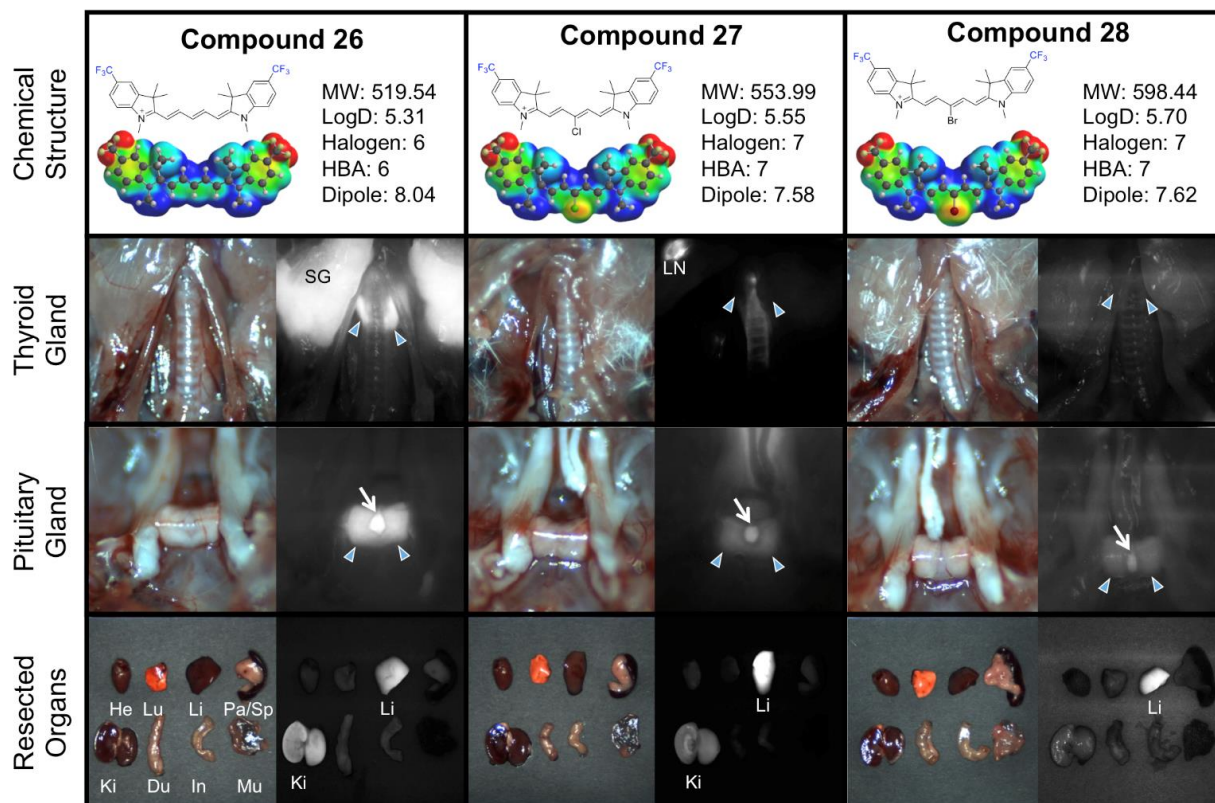 Compound 26
Compound 27
Compound 28
Chemical
Structure
F₃C
CF₃
N
+
N
MW: 519.54
LogD: 5.31
Halogen: 6
HBA: 6
Dipole: 8.04
F₃C
CF₃
N
+
Cl
N
MW: 553.99
LogD: 5.55
Halogen: 7
HBA: 7
Dipole: 7.58
F₃C
CF₃
N
+
Br
N
MW: 598.44
LogD: 5.70
Halogen: 7
HBA: 7
Dipole: 7.62
Thyroid
Gland
SG
LN
Pituitary
Gland
Resected
Organs
He Lu Li Pa/Sp
Ki Du In Mu
Li
Ki
Li
Ki
Li